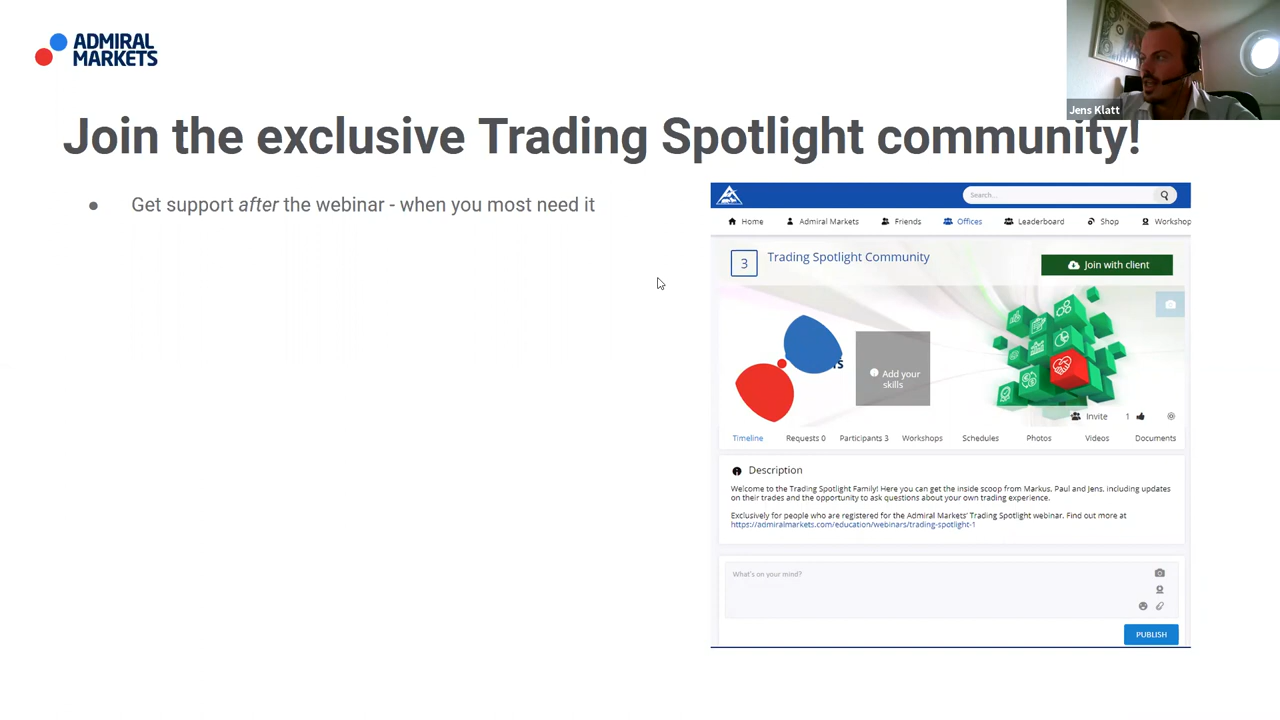 ADMIRAL
MARKETS
Jens Klatt
Join the exclusive Trading Spotlight community!
● Get support after the webinar - when you most need it
Search...
Home Admiral Markets Friends Offices Leaderboard Shop Workshop
3 Trading Spotlight Community
Join with client
Add your
skills
Invite 1
Timeline Requests 0 Participants 3 Workshops Schedules Photos Videos Documents
Description
Welcome to the Trading Spotlight Family! Here you can get the inside scoop from Markus, Paul and Jens, including updates
on their trades and the opportunity to ask questions about your own trading experience.
Exclusively for people who are registered for the Admiral Markets' Trading Spotlight webinar. Find out more at
https://admiralmarkets.com/education/webinars/trading-spotlight-1
What's on your mind?
PUBLISH